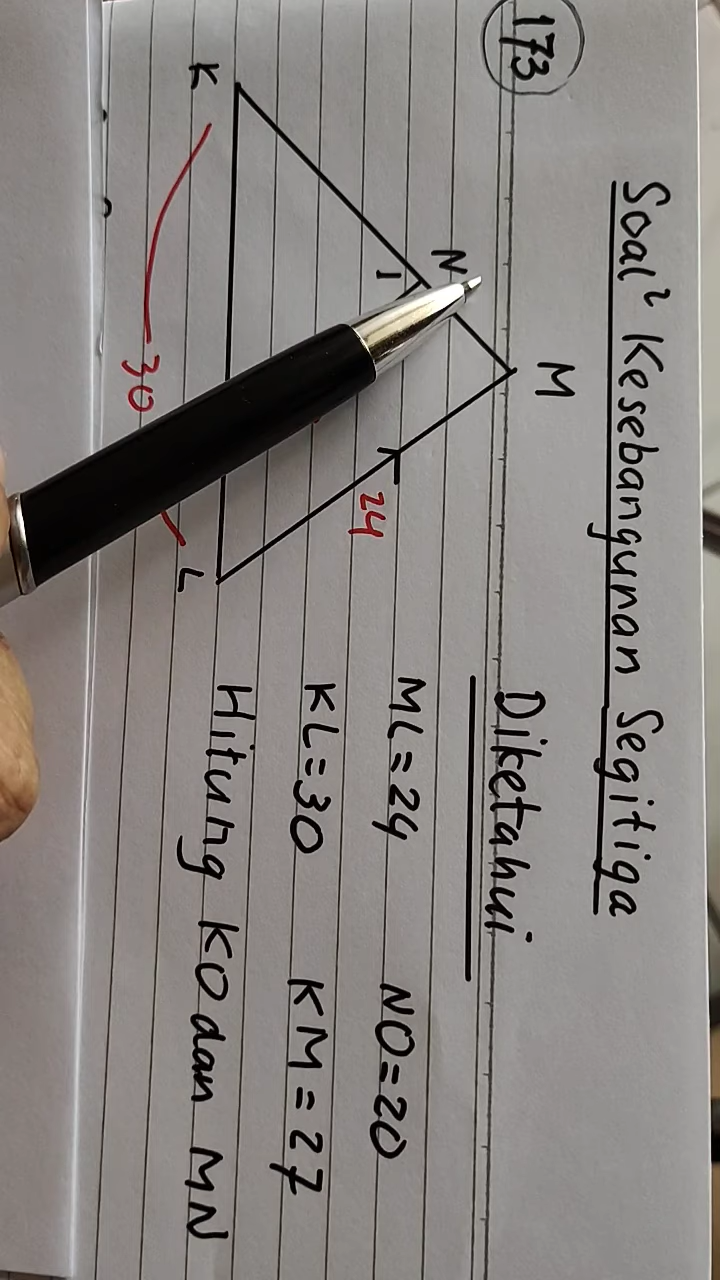 173
Soal² Kesebangunan Segitiga
M
N
K
L
24
30
Diketahui
ML=24 NO=20
KL=30 KM=27
Hitung KO dan MN